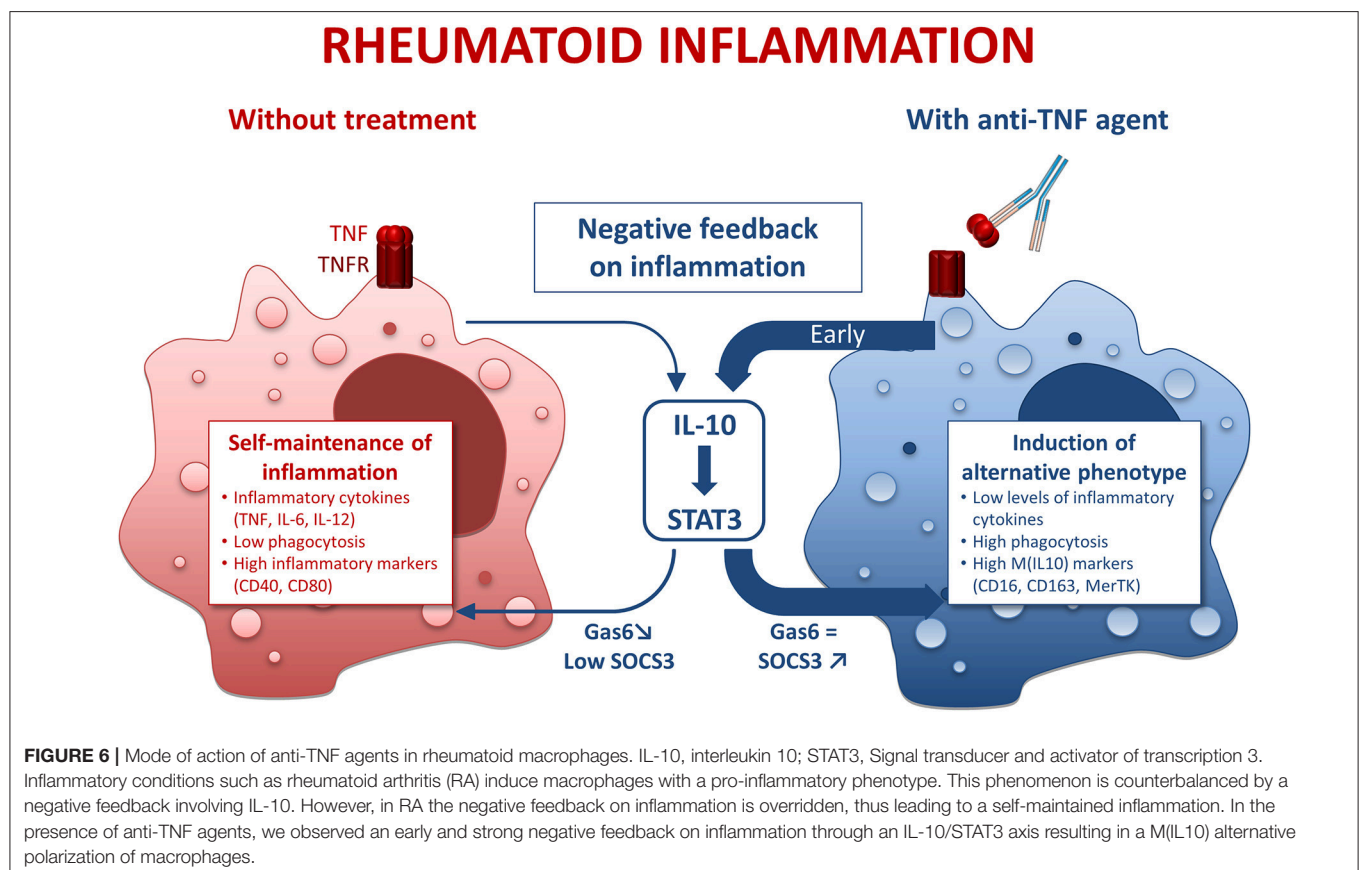 RHEUMATOID INFLAMMATION
Without treatment
With anti-TNF agent
TNF
TNFR
Negative feedback
on inflammation
Early
IL-10
STAT3
Self-maintenance of
inflammation
• Inflammatory cytokines
(TNF, IL-6, IL-12)
• Low phagocytosis
• High inflammatory markers
(CD40, CD80)
Induction of
alternative phenotype
• Low levels of inflammatory
cytokines
• High phagocytosis
• High M(IL10) markers
(CD16, CD163, MerTK)
Gas6↘
Low SOCS3
Gas6 =
SOCS3 ↗
FIGURE 6 | Mode of action of anti-TNF agents in rheumatoid macrophages. IL-10, interleukin 10; STAT3, Signal transducer and activator of transcription 3.
Inflammatory conditions such as rheumatoid arthritis (RA) induce macrophages with a pro-inflammatory phenotype. This phenomenon is counterbalanced by a
negative feedback involving IL-10. However, in RA the negative feedback on inflammation is overridden, thus leading to a self-maintained inflammation. In the
presence of anti-TNF agents, we observed an early and strong negative feedback on inflammation through an IL-10/STAT3 axis resulting in a M(IL10) alternative
polarization of macrophages.